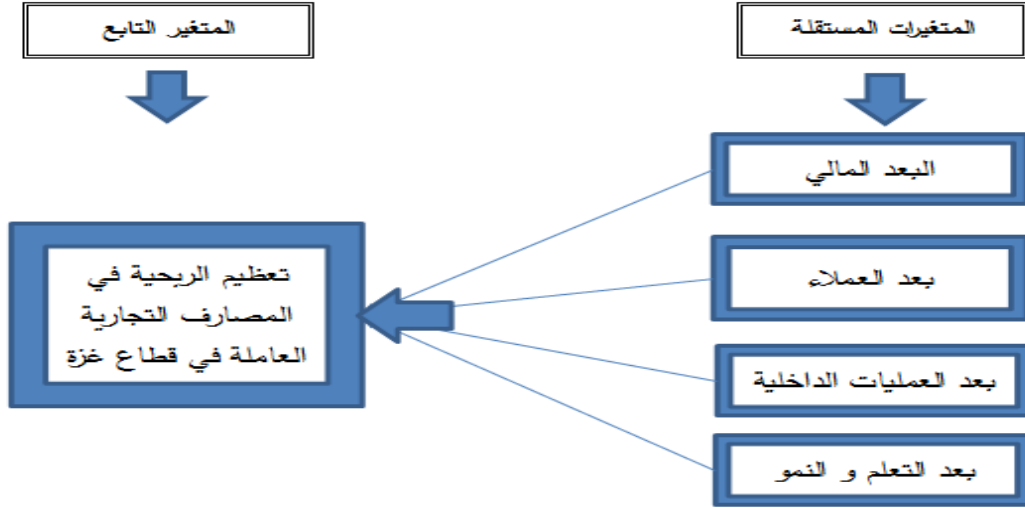 المتغيرات المستقلة
المتغير التابع
البعد المالي
بعد العملاء
بعد العمليات الداخلية
بعد التعلم و النمو
تعظيم الربحية في
المصارف التجارية
العاملة في قطاع غزة